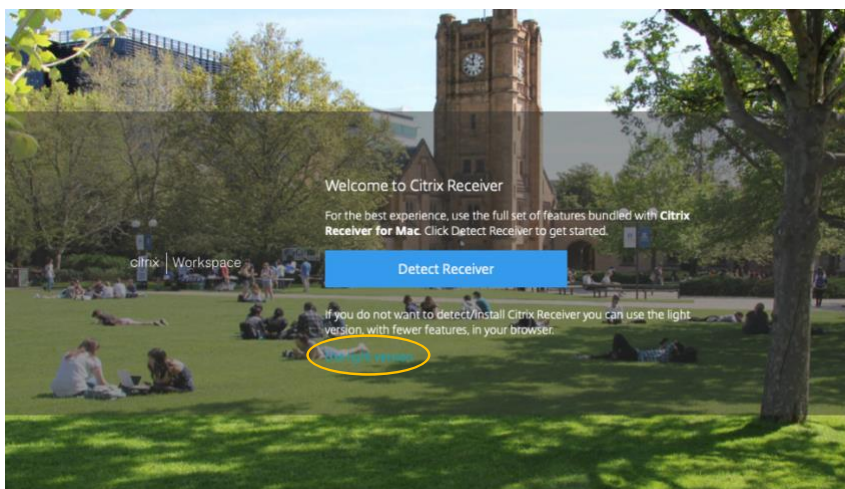 Welcome to Citrix Receiver
For the best experience, use the full set of features bundled with Citrix
Receiver for Mac. Click Detect Receiver to get started.
citrix | Workspace
Detect Receiver
If you do not want to detect/install Citrix Receiver you can use the light
version, with fewer features, in your browser.